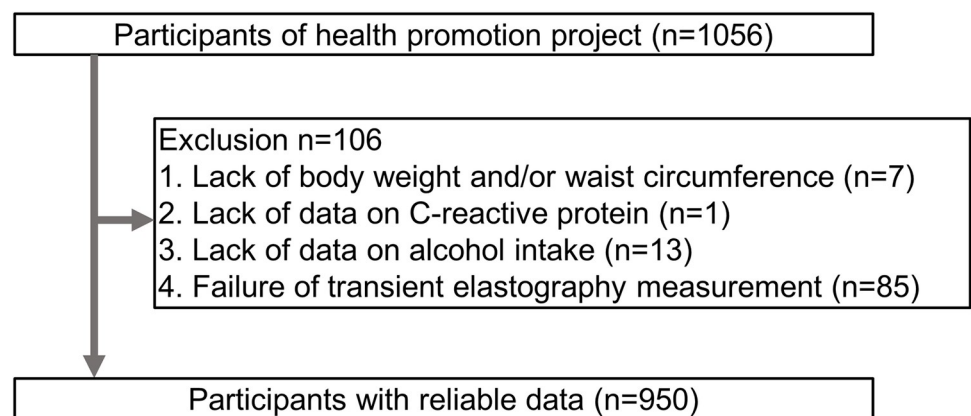 Participants of health promotion project (n=1056)
Exclusion n=106
1. Lack of body weight and/or waist circumference (n=7)
2. Lack of data on C-reactive protein (n=1)
3. Lack of data on alcohol intake (n=13)
4. Failure of transient elastography measurement (n=85)
Participants with reliable data (n=950)